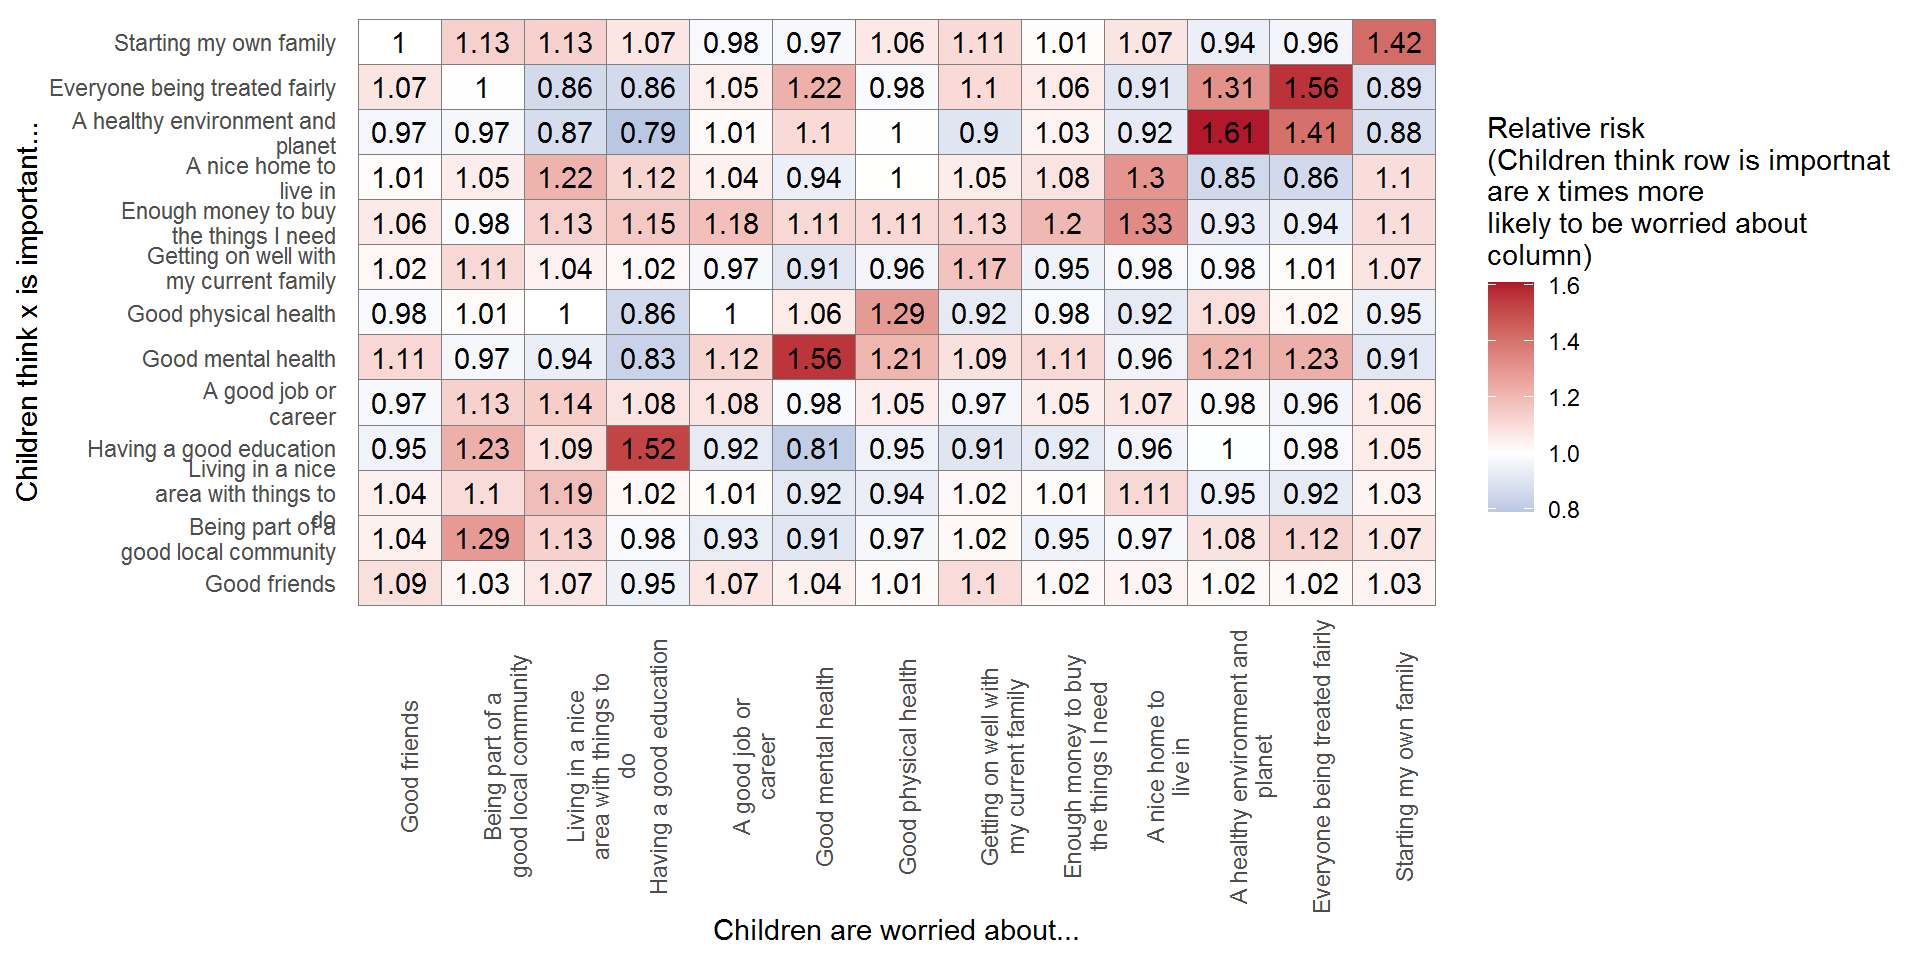 Starting my own family
1 1.13 1.13 1.07 0.98 0.97 1.06 1.11 1.01 1.07 0.94 0.96 1.42
Everyone being treated fairly
1.07 1 0.86 0.86 1.05 1.22 0.98 1.1 1.06 0.91 1.31 1.56 0.89
A healthy environment and
planet
0.97 0.97 0.87 0.79 1.01 1.1 1 0.9 1.03 0.92 1.61 1.41 0.88
A nice home to
live in
1.01 1.05 1.22 1.12 1.04 0.94 1 1.05 1.08 1.3 0.85 0.86 1.1
Enough money to buy
the things I need
1.06 0.98 1.13 1.15 1.18 1.11 1.11 1.13 1.2 1.33 0.93 0.94 1.1
Getting on well with
my current family
1.02 1.11 1.04 1.02 0.97 0.91 0.96 1.17 0.95 0.98 0.98 1.01 1.07
Good physical health
0.98 1.01 1 0.86 1 1.06 1.29 0.92 0.98 0.92 1.09 1.02 0.95
Good mental health
1.11 0.97 0.94 0.83 1.12 1.56 1.21 1.09 1.11 0.96 1.21 1.23 0.91
A good job or
career
0.97 1.13 1.14 1.08 1.08 0.98 1.05 0.97 1.05 1.07 0.98 0.96 1.06
Having a good education
0.95 1.23 1.09 1.52 0.92 0.81 0.95 0.91 0.92 0.96 1 0.98 1.05
Living in a nice
area with things to
do
1.04 1.1 1.19 1.02 1.01 0.92 0.94 1.02 1.01 1.11 0.95 0.92 1.03
Being part of a
good local community
1.04 1.29 1.13 0.98 0.93 0.91 0.97 1.02 0.95 0.97 1.08 1.12 1.07
Good friends
1.09 1.03 1.07 0.95 1.07 1.04 1.01 1.1 1.02 1.03 1.02 1.02 1.03
Children think x is important...
Good friends
Being part of a
good local community
Living in a nice
area with things to
do
Having a good education
A good job or
career
Good mental health
Good physical health
Getting on well with
my current family
Enough money to buy
the things I need
A nice home to
live in
A healthy environment and
planet
Everyone being treated fairly
Starting my own family
Children are worried about...
Relative risk
(Children think row is importnat
are x times more
likely to be worried about
column)
1.6
1.4
1.2
1.0
0.8